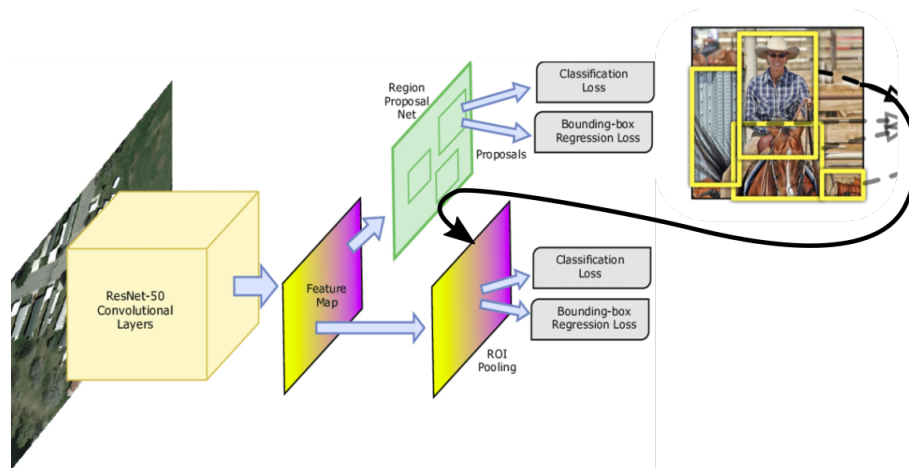 Region
Proposal
Net
Classification
Loss
Bounding-box
Regression Loss
Proposals
ResNet-50
Convolutional
Layers
Feature
Map
Classification
Loss
Bounding-box
Regression Loss
ROI
Pooling